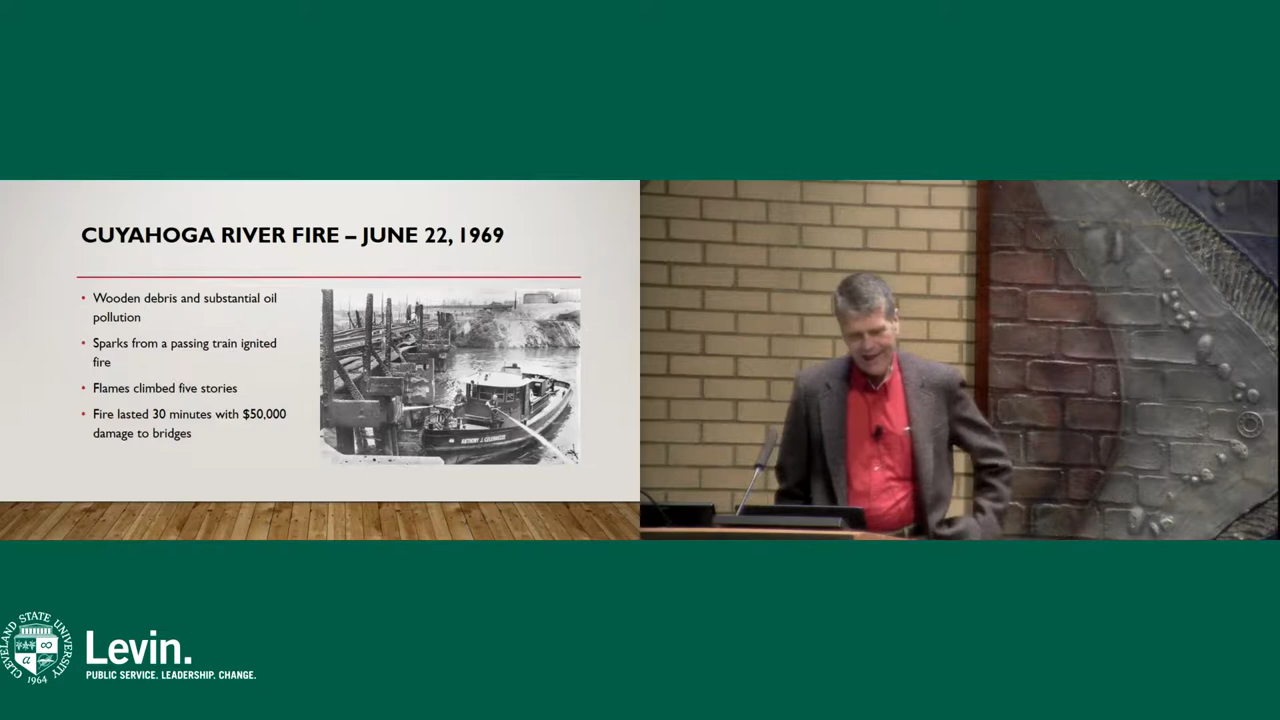 CUYAHOGA RIVER FIRE – JUNE 22, 1969
• Wooden debris and substantial oil
pollution
• Sparks from a passing train ignited
fire
• Flames climbed five stories
• Fire lasted 30 minutes with $50,000
damage to bridges
ANTHONY J. CELEBREZZE
CLEVELAND STATE UNIVERSITY
1964
Levin.
PUBLIC SERVICE. LEADERSHIP. CHANGE.